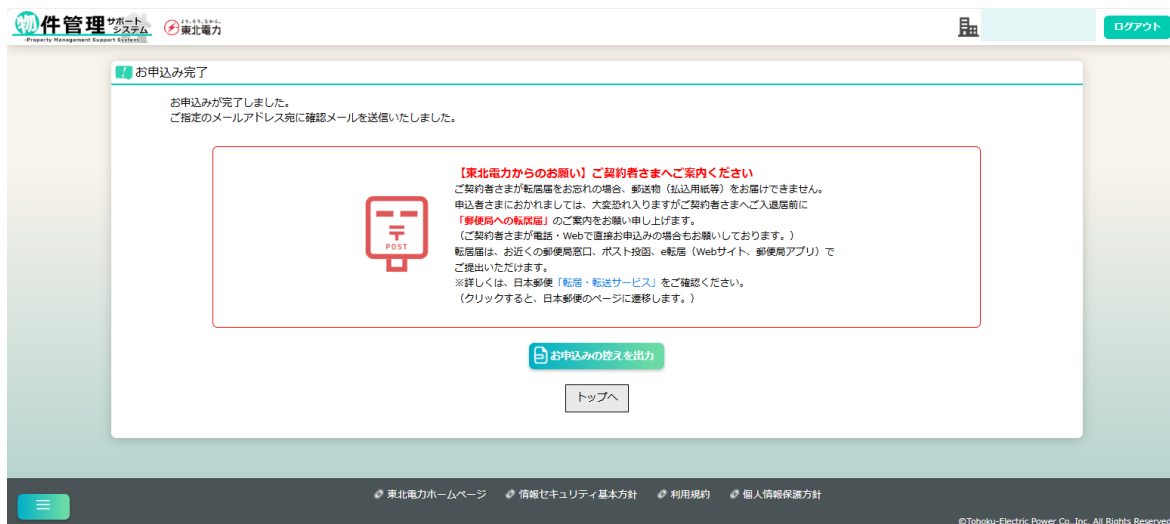 物件管理サポートシステム
-Property Management Support System-
より、そう、ちから。
東北電力
ログアウト
お申込み完了
お申込みが完了しました。
ご指定のメールアドレス宛に確認メールを送信いたしました。
【東北電力からのお願い】ご契約者さまへご案内ください
ご契約者さまが転居届をお忘れの場合、郵送物（払込用紙等）をお届けできません。
申込者さまにおかれましては、大変恐れ入りますがご契約者さまへご入退居前に
「郵便局への転居届」のご案内をお願い申し上げます。
（ご契約者さまが電話・Webで直接お申込みの場合もお願いしております。）
転居届は、お近くの郵便局窓口、ポスト投函、e転居（Webサイト、郵便局アプリ）で
ご提出いただけます。
※詳しくは、日本郵便「転居・転送サービス」をご確認ください。
（クリックすると、日本郵便のページに遷移します。）
〒
POST
お申込みの控えを出力
トップへ
東北電力ホームページ 情報セキュリティ基本方針 利用規約 個人情報保護方針
©Tohoku-Electric Power Co.,Inc. All Rights Reserved